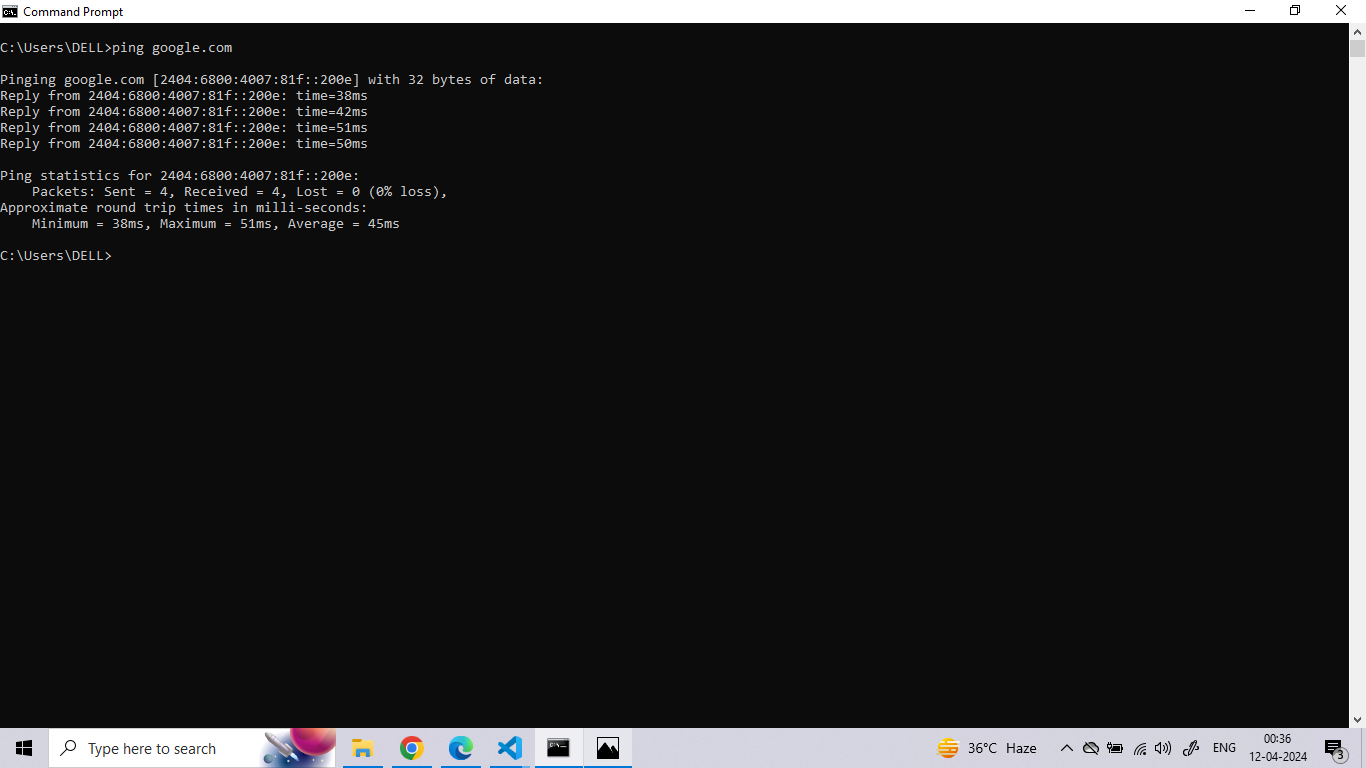 Command Prompt
C:\Users\DELL>ping google.com
Pinging google.com [2404:6800:4007:81f::200e] with 32 bytes of data:
Reply from 2404:6800:4007:81f::200e: time=38ms
Reply from 2404:6800:4007:81f::200e: time=42ms
Reply from 2404:6800:4007:81f::200e: time=51ms
Reply from 2404:6800:4007:81f::200e: time=50ms
Ping statistics for 2404:6800:4007:81f::200e:
    Packets: Sent = 4, Received = 4, Lost = 0 (0% loss),
Approximate round trip times in milli-seconds:
    Minimum = 38ms, Maximum = 51ms, Average = 45ms
C:\Users\DELL>
Type here to search
36°C Haze
ENG
00:36
12-04-2024
3